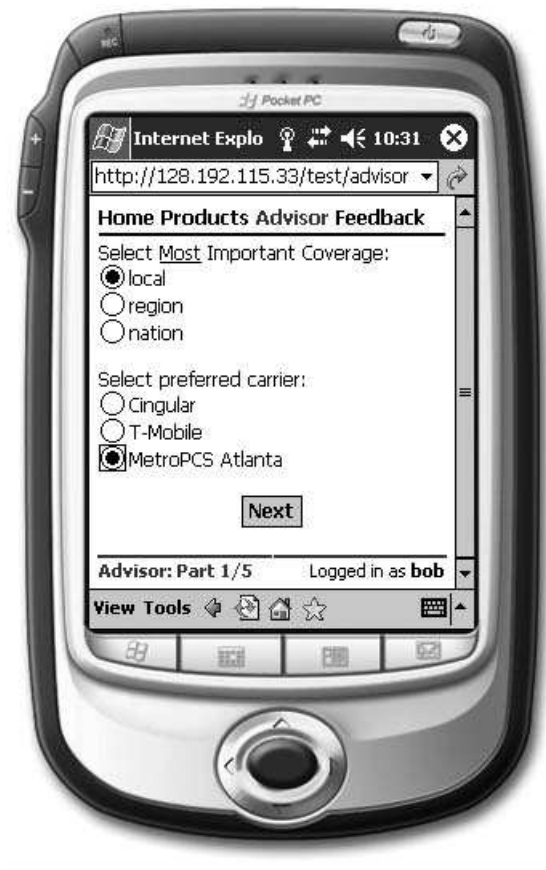 REC
Pocket PC
Internet Explo 10:31
http://128.192.115.33/test/advisor
Home Products Advisor Feedback
Select Most Important Coverage:
local
region
nation
Select preferred carrier:
Cingular
T-Mobile
MetroPCS Atlanta
Next
Advisor: Part 1/5 Logged in as bob
View Tools